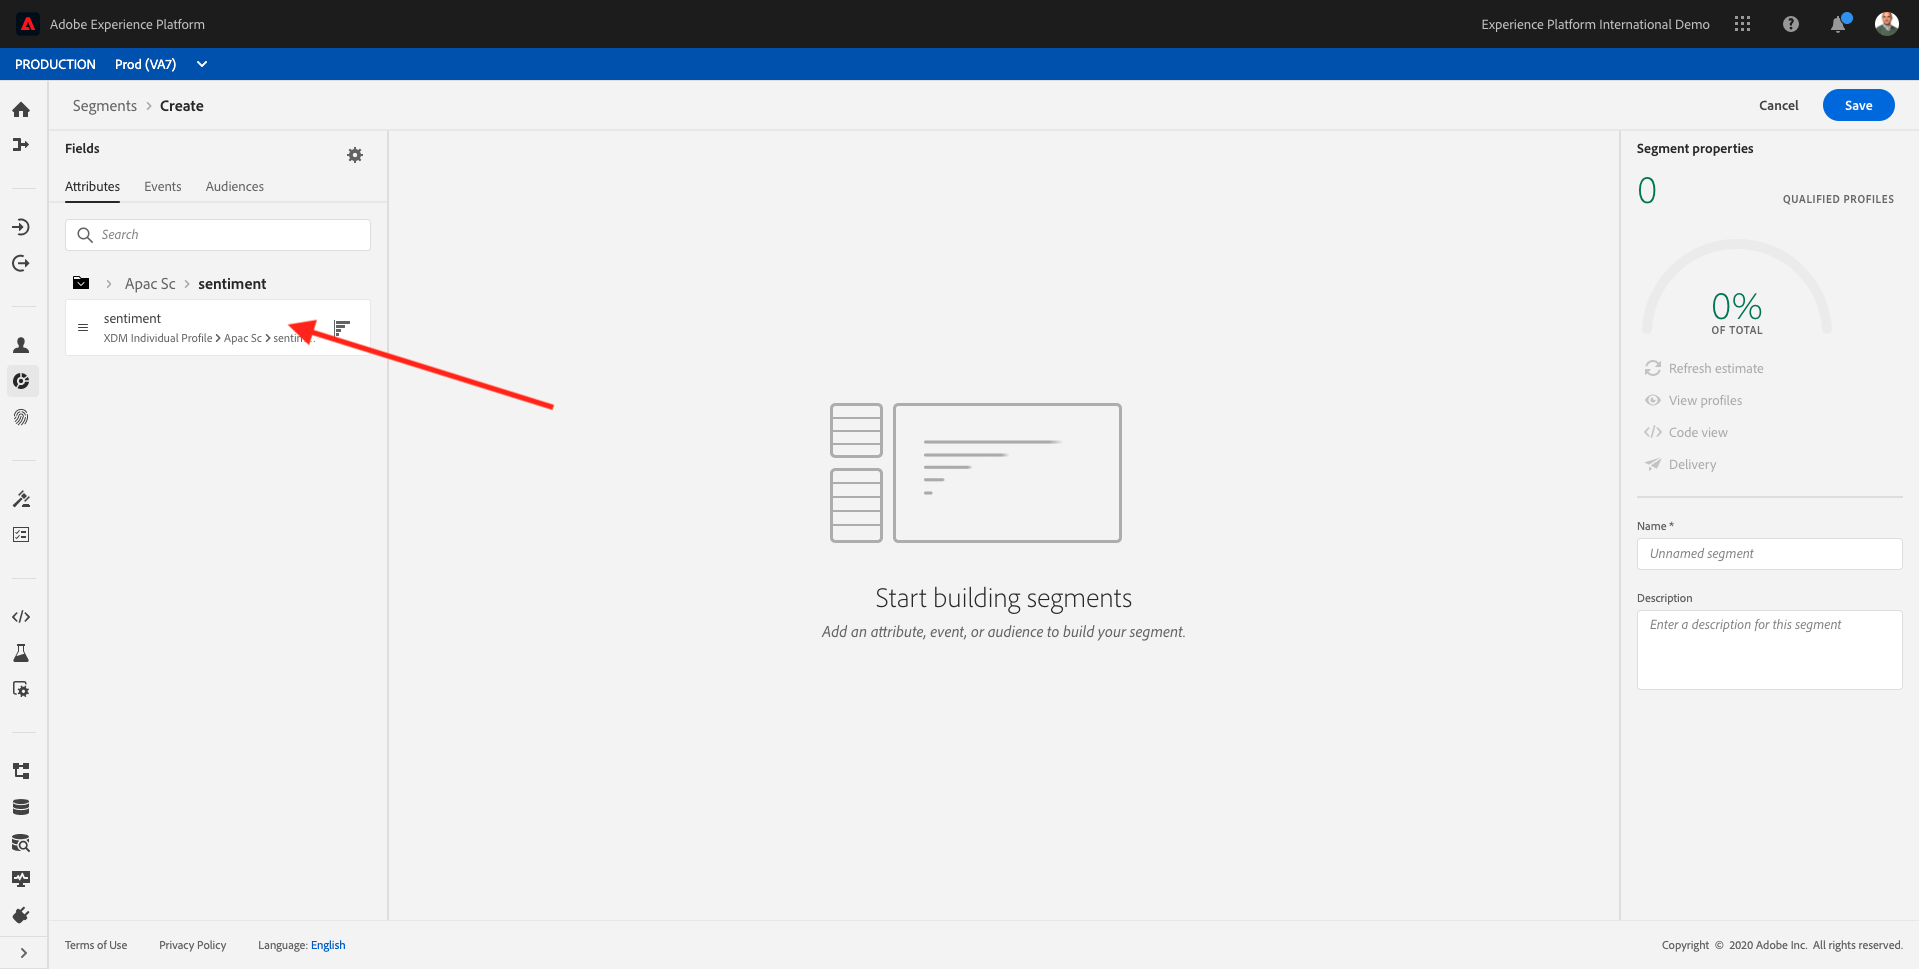 Adobe Experience Platform
Experience Platform International Demo
PRODUCTION Prod (VA7)
Segments > Create
Cancel
Save
Fields
Attributes Events Audiences
Search
> Apac Sc > sentiment
sentiment
XDM Individual Profile > Apac Sc >
Start building segments
Add an attribute, event, or audience to build your segment.
Segment properties
0
QUALIFIED PROFILES
0%
OF TOTAL
Refresh estimate
View profiles
Code view
Delivery
Name *
Unnamed segment
Description
Enter a description for this segment
Terms of Use Privacy Policy Language: English
Copyright © 2020 Adobe Inc. All rights reserved.